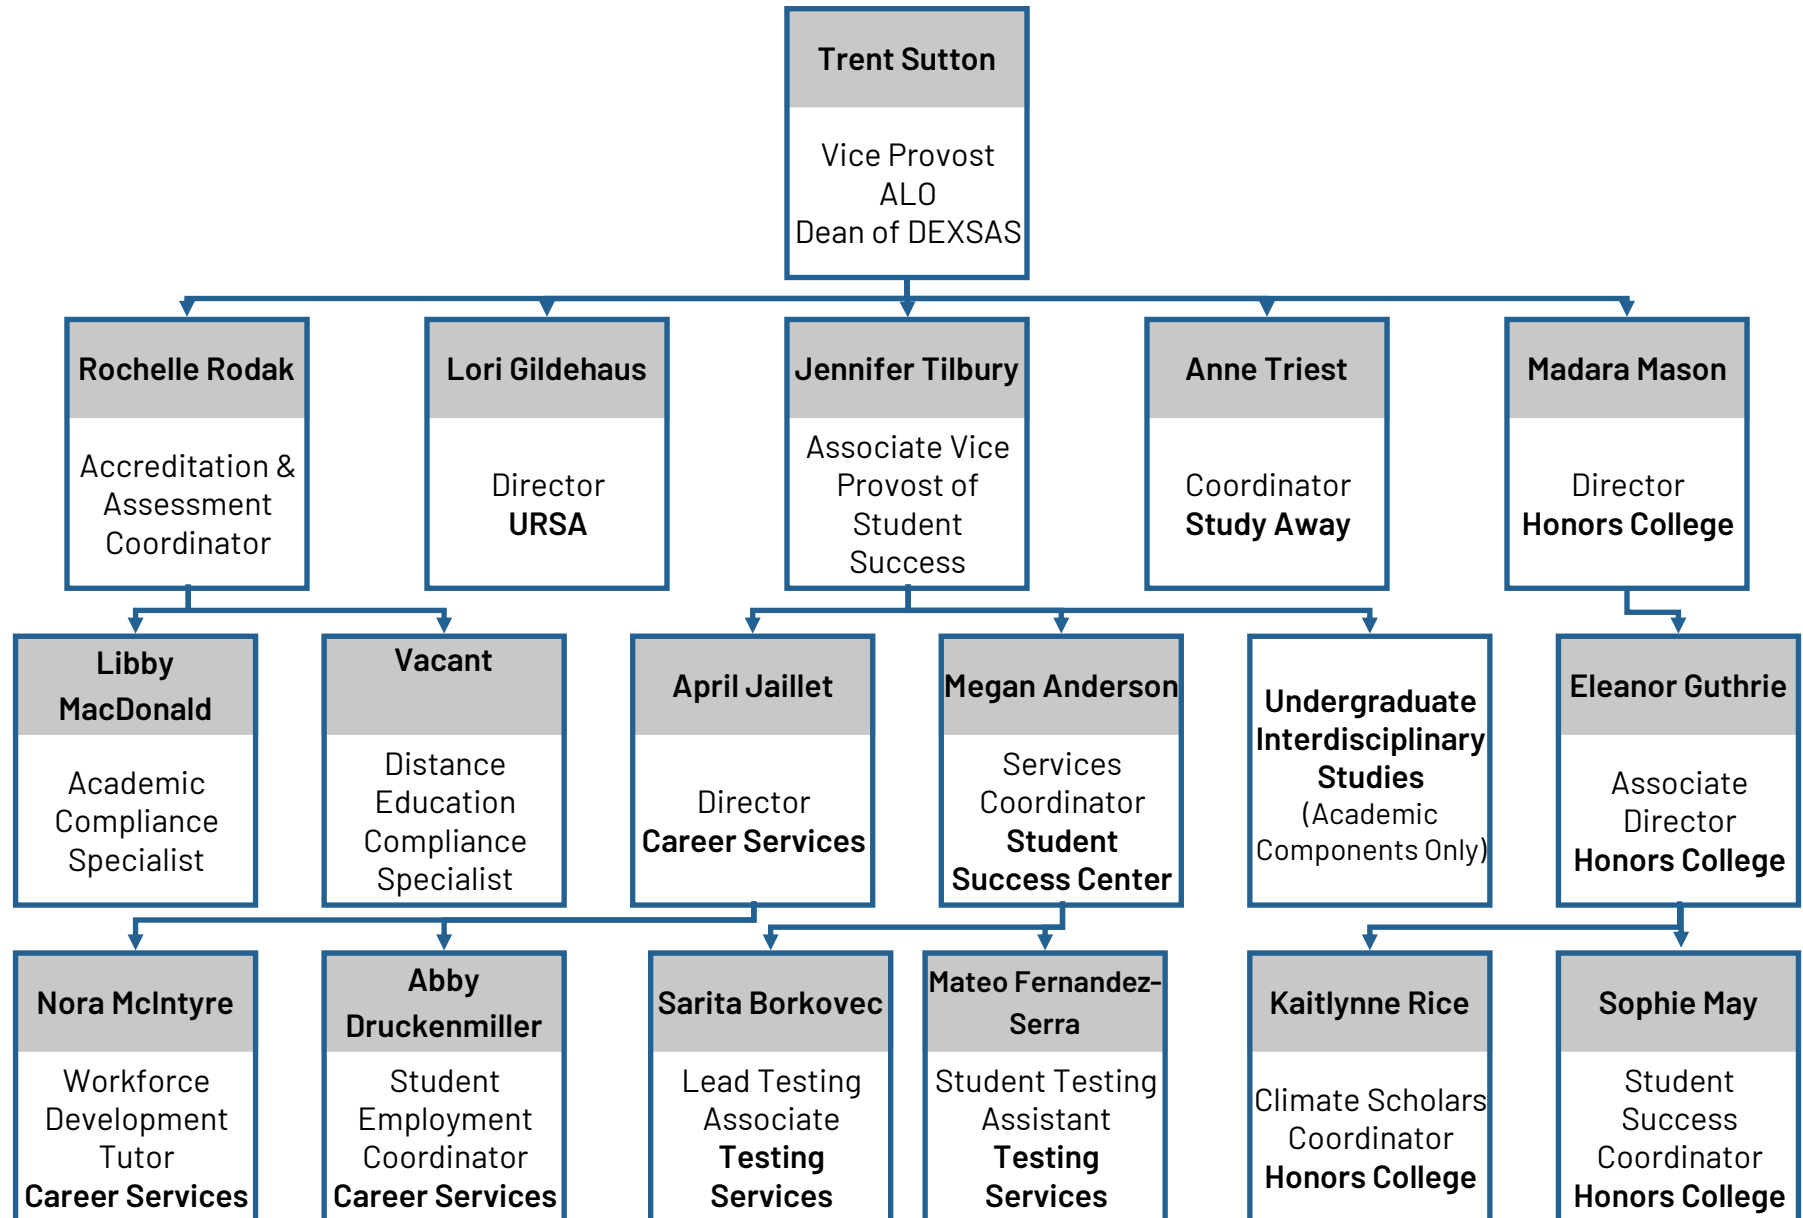 Trent Sutton
Vice Provost
ALO
Dean of DEXSAS
Rochelle Rodak
Accreditation &
Assessment
Coordinator
Lori Gildehaus
Director
URSA
Jennifer Tilbury
Associate Vice
Provost of
Student
Success
Anne Triest
Coordinator
Study Away
Madara Mason
Director
Honors College
Libby
MacDonald
Academic
Compliance
Specialist
Vacant
Distance
Education
Compliance
Specialist
April Jaillet
Director
Career Services
Megan Anderson
Services
Coordinator
Student
Success Center
Undergraduate
Interdisciplinary
Studies
(Academic
Components Only)
Eleanor Guthrie
Associate
Director
Honors College
Nora McIntyre
Workforce
Development
Tutor
Career Services
Abby
Druckenmiller
Student
Employment
Coordinator
Career Services
Sarita Borkovec
Lead Testing
Associate
Testing
Services
Mateo Fernandez-
Serra
Student Testing
Assistant
Testing
Services
Kaitlynne Rice
Climate Scholars
Coordinator
Honors College
Sophie May
Student
Success
Coordinator
Honors College